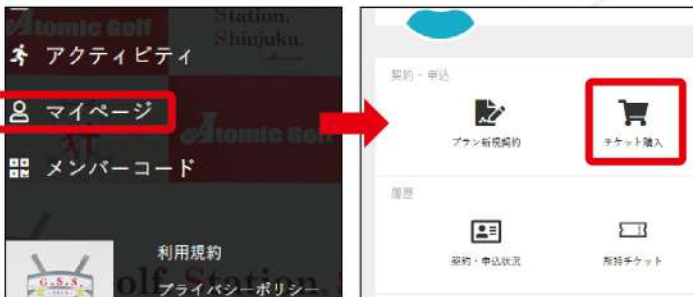 Atomic Golf
Station.
Shinjuku.
アクティビティ
マイページ
Atomic Golf
メンバーコード
利用規約
G.S.S.
olf Station.
プライバシーポリシー
契約・申込
プラン新規契約
チケット購入
履歴
契約・申込状況
所持チケット